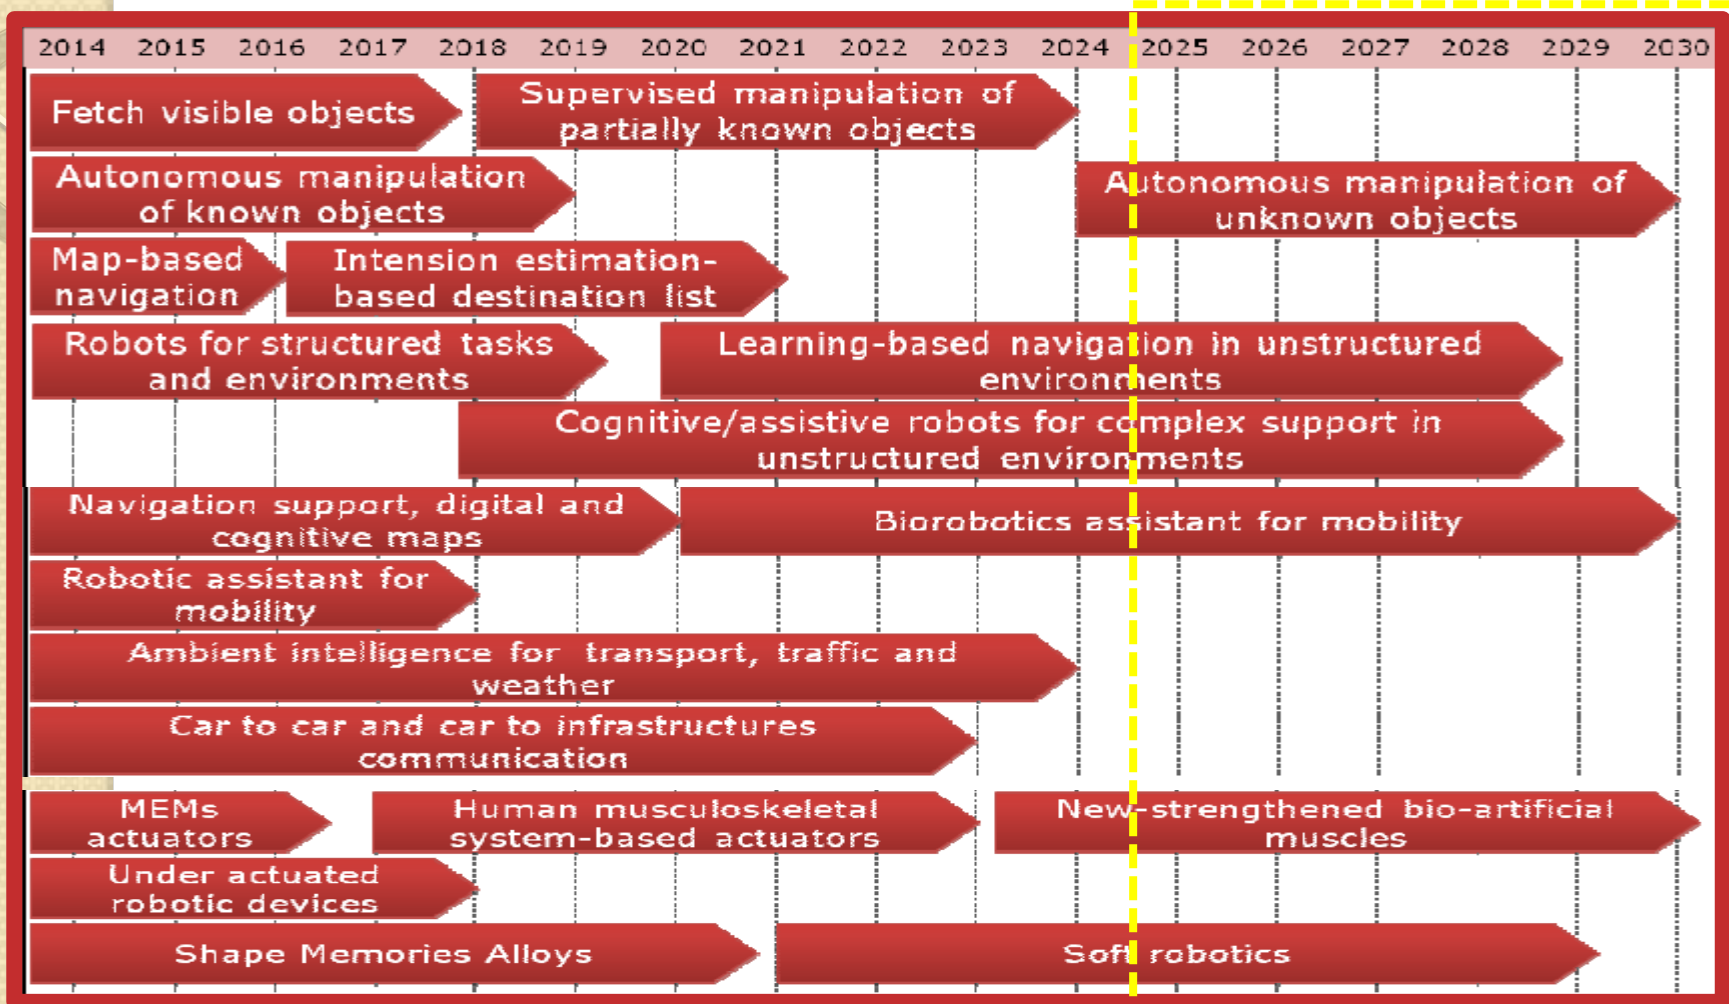 2014 2015 2016 2017 2018 2019 2020 2021 2022 2023 2024 2025 2026 2027 2028 2029 2030
Fetch visible objects
Supervised manipulation of
partially known objects
Autonomous manipulation
of known objects
Autonomous manipulation of
unknown objects
Map-based
navigation
Intension estimation-
based destination list
Robots for structured tasks
and environments
Learning-based navigation in unstructured
environments
Cognitive/assistive robots for complex support in
unstructured environments
Navigation support, digital and
cognitive maps
Biorobotics assistant for mobility
Robotic assistant for
mobility
Ambient intelligence for transport, traffic and
weather
Car to car and car to infrastructures
communication
MEMs
actuators
Human musculoskeletal
system-based actuators
New-strengthened bio-artificial
muscles
Under actuated
robotic devices
Shape Memories Alloys
Soft robotics